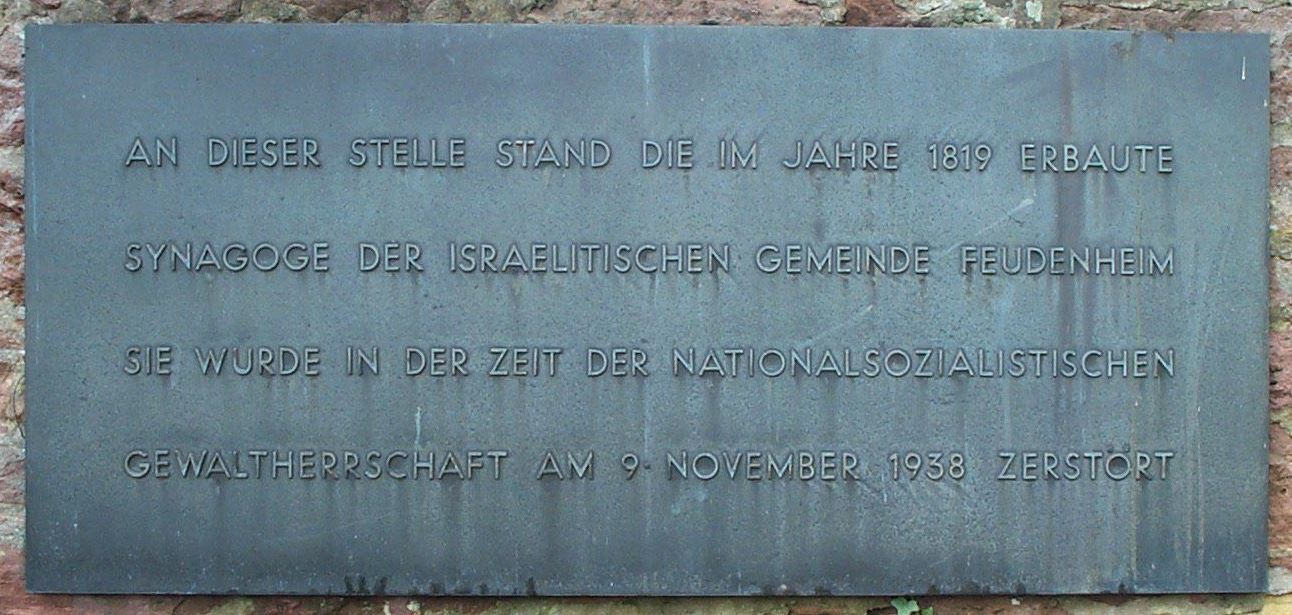 AN DIESER STELLE STAND DIE IM JAHRE 1819 ERBAUTE
SYNAGOGE DER ISRAELITISCHEN GEMEINDE FEUDENHEIM
SIE WURDE IN DER ZEIT DER NATIONALSOZIALISTISCHEN
GEWALTHERRSCHAFT AM 9. NOVEMBER 1938 ZERSTÖRT